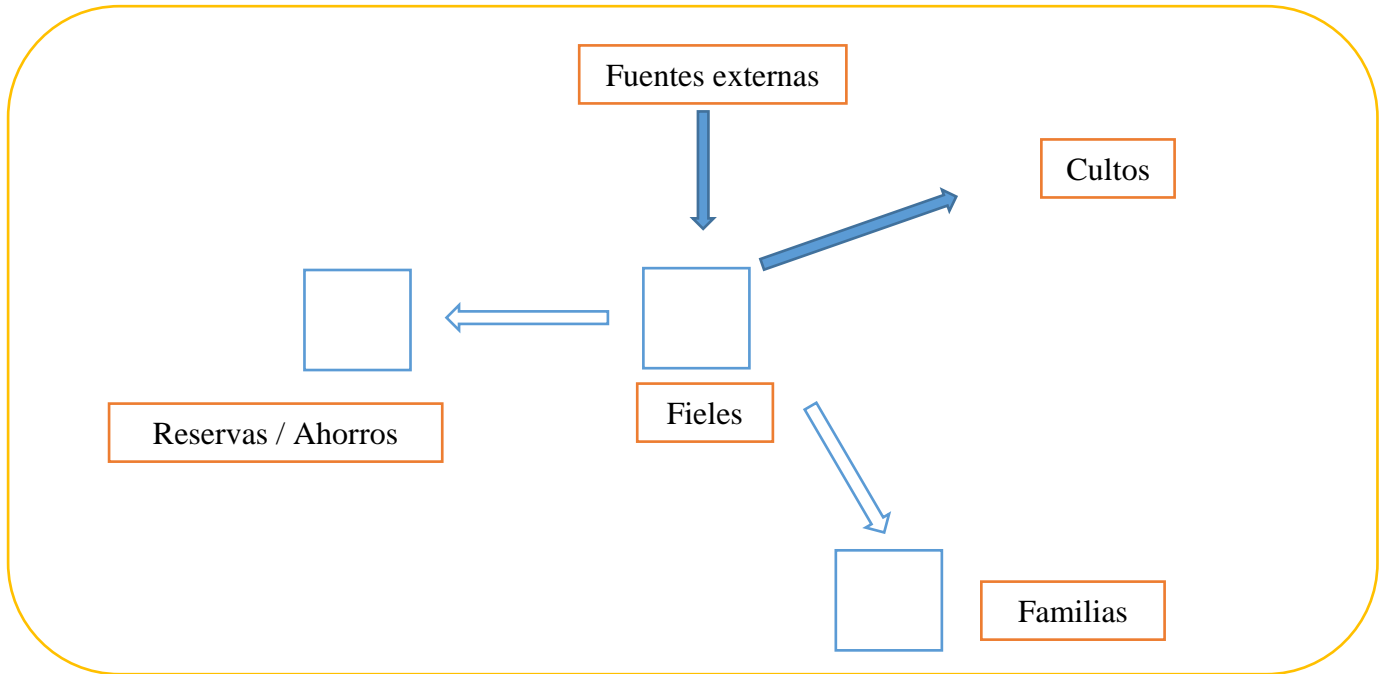 Fuentes externas
Cultos
Fieles
Reservas / Ahorros
Familias